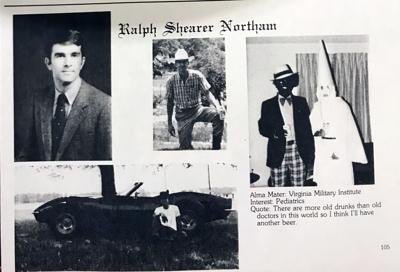 Ralph Shearer Northam
Alma Mater: Virginia Military Institute
Interest: Pediatrics
Quote: There are more old drunks than old
doctors in this world so I think I'll have
another beer.
105